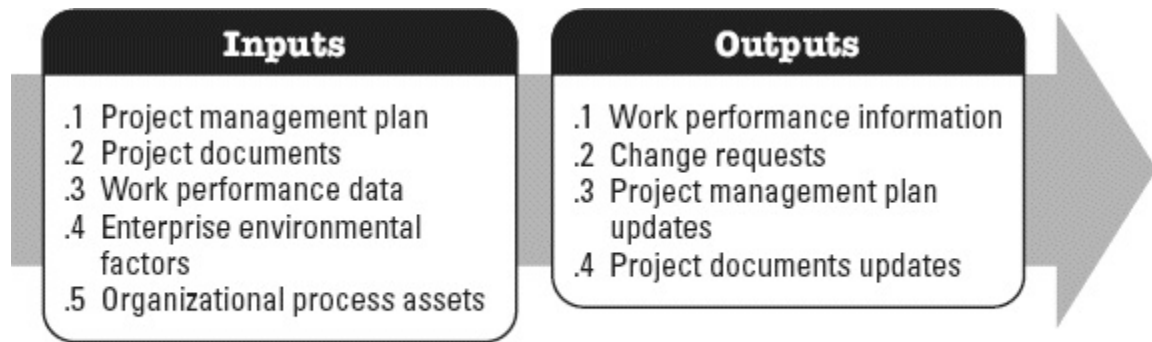 Inputs
.1 Project management plan
.2 Project documents
.3 Work performance data
.4 Enterprise environmental
factors
.5 Organizational process assets
Outputs
.1 Work performance information
.2 Change requests
.3 Project management plan
updates
.4 Project documents updates